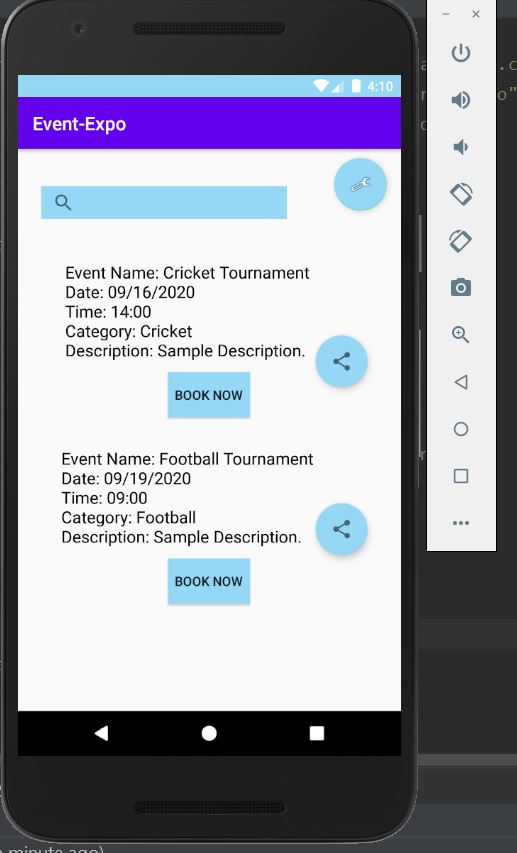 4:10
Event-Expo
Event Name: Cricket Tournament
Date: 09/16/2020
Time: 14:00
Category: Cricket
Description: Sample Description.
BOOK NOW
Event Name: Football Tournament
Date: 09/19/2020
Time: 09:00
Category: Football
Description: Sample Description.
BOOK NOW
minute ago)